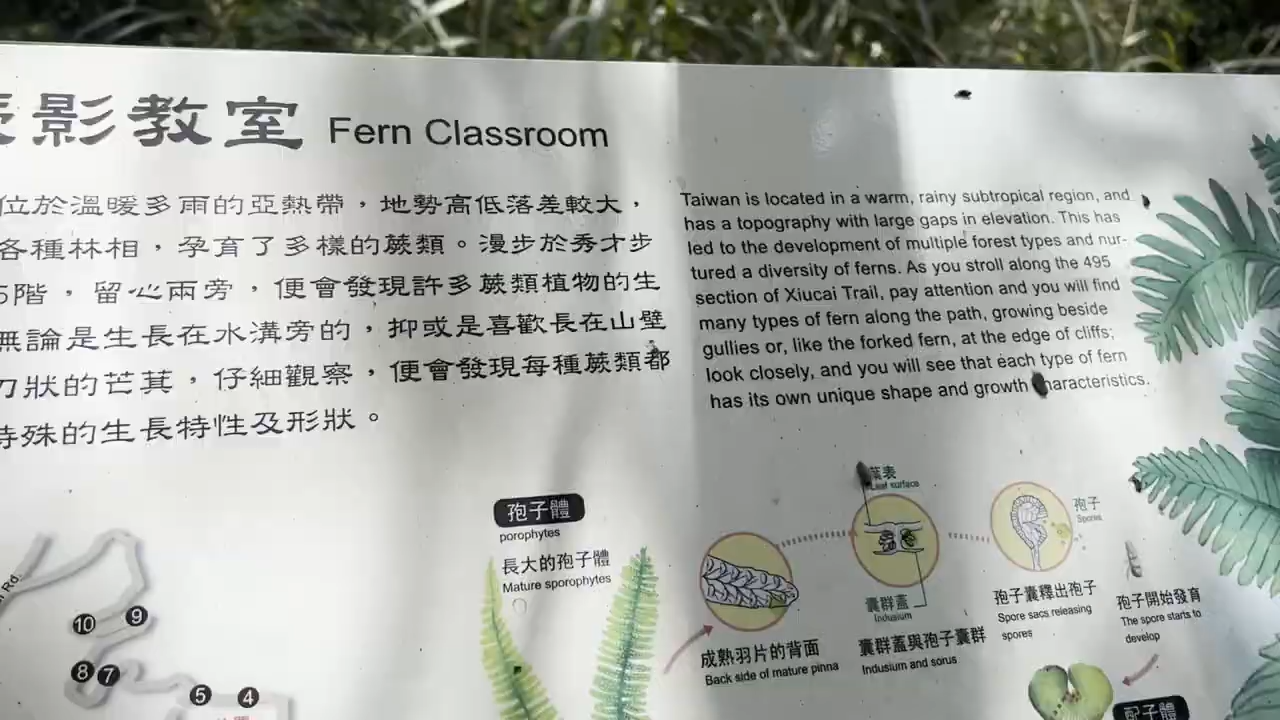 影教室 Fern Classroom
位於溫暖多雨的亞熱帶，地勢高低落差較大，
各種林相，孕育了多樣的蕨類。漫步於秀才步
5階，留心兩旁，便會發現許多蕨類植物的生
無論是生長在水溝旁的，抑或是喜歡長在山壁
刀狀的芒萁，仔細觀察，便會發現每種蕨類都
特殊的生長特性及形狀。
Taiwan is located in a warm, rainy subtropical region, and
has a topography with large gaps in elevation. This has
led to the development of multiple forest types and nur-
tured a diversity of ferns. As you stroll along the 495
section of Xiucai Trail, pay attention and you will find
many types of fern along the path, growing beside
gullies or, like the forked fern, at the edge of cliffs;
look closely, and you will see that each type of fern
has its own unique shape and growth characteristics.
孢子體
porophytes
長大的孢子體
Mature sporophytes
成熟羽片的背面
Back side of mature pinna
葉表
Leaf surface
囊群蓋
Indusium
囊群蓋與孢子囊群
Indusium and sorus
孢子
Spores
孢子囊釋出孢子
Spore sacs releasing
spores
孢子開始發育
The spore starts to
develop
配子體
Rd.
10
9
8
7
5
4